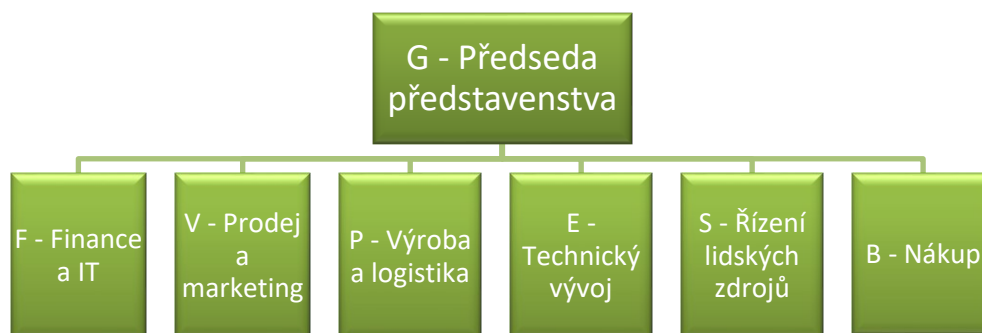 G - Předseda
představenstva
F - Finance
a IT
V - Prodej
a
marketing
P - Výroba
a logistika
E -
Technický
vývoj
S - Řízení
lidských
zdrojů
B - Nákup